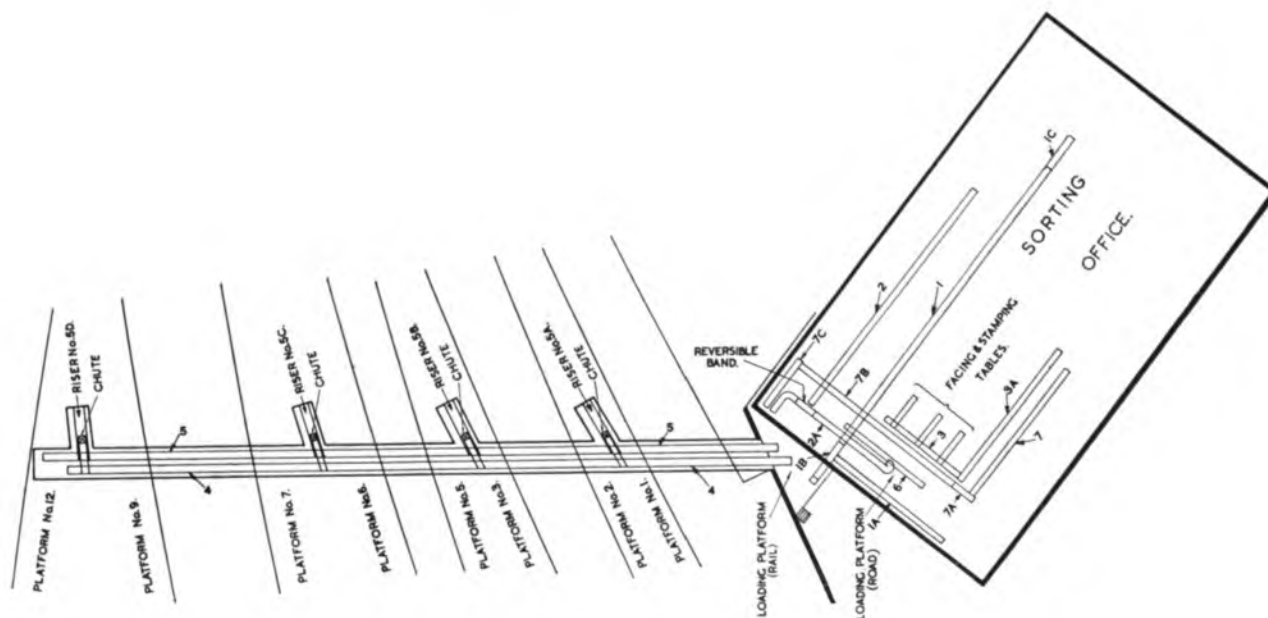 RISER No.5D.
CHUTE
RISER No.5C.
CHUTE
RISER No.5B.
CHUTE
RISER No.5A.
CHUTE
5
5
4
4
PLATFORM No.12.
PLATFORM No.9.
PLATFORM No.7.
PLATFORM No.6.
PLATFORM No.5.
PLATFORM No.3.
PLATFORM No.2.
PLATFORM No.1.
LOADING PLATFORM
(RAIL)
LOADING PLATFORM
(ROAD)
REVERSIBLE
BAND.
7C
7B
2
1
1C
SORTING
OFFICE.
FACING & STAMPING
TABLES.
3A
7
3
2A
1B
6
1A
7A